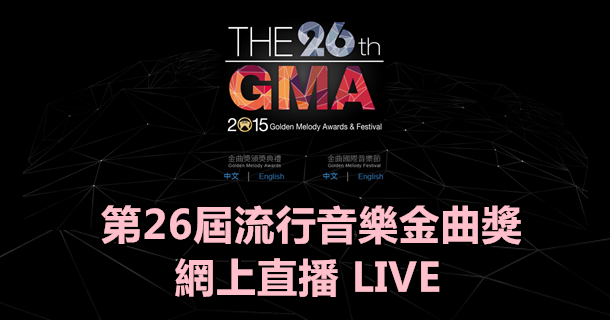 THE 26th
GMA
2015 Golden Melody Awards & Festival
金曲獎頒獎典禮 金曲國際音樂節
Golden Melody Awards Golden Melody Festival
中文 | English 中文 | English
第26屆流行音樂金曲獎
網上直播 LIVE